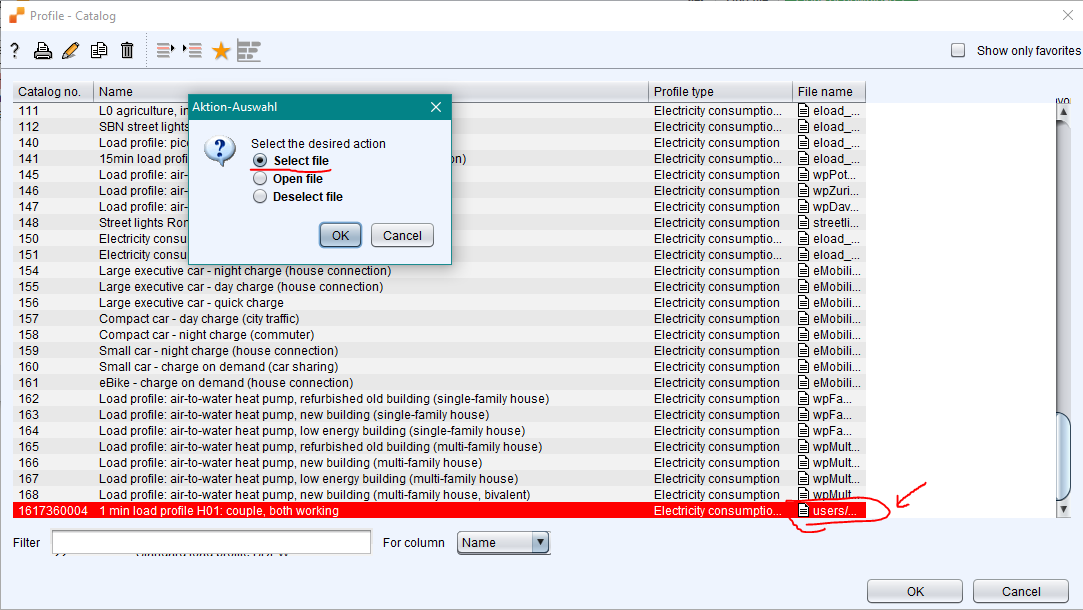 Profile - Catalog
?
Show only favorites
Catalog no. Name Profile type File name
111 L0 agriculture, in Electricity consumptio... eload_...
112 SBN street lights Electricity consumptio... eload_...
140 Load profile: pic Electricity consumptio... eload_...
141 15min load profi on) Electricity consumptio... eload_...
145 Load profile: air- Electricity consumption wpPot...
146 Load profile: air- Electricity consumption wpZuri...
147 Load profile: air- Electricity consumption wpDav...
148 Street lights Ron Electricity consumption streetli...
150 Electricity consu Electricity consumptio... eload_...
151 Electricity consu Electricity consumptio... eload_...
154 Large executive car - night charge (house connection) Electricity consumption eMobili...
155 Large executive car - day charge (house connection) Electricity consumption eMobili...
156 Large executive car - quick charge Electricity consumption eMobili...
157 Compact car - day charge (city traffic) Electricity consumption eMobili...
158 Compact car - night charge (commuter) Electricity consumption eMobili...
159 Small car - night charge (house connection) Electricity consumption eMobili...
160 Small car - charge on demand (car sharing) Electricity consumption eMobili...
161 eBike - charge on demand (house connection) Electricity consumption eMobili...
162 Load profile: air-to-water heat pump, refurbished old building (single-family house) Electricity consumption wpFa...
163 Load profile: air-to-water heat pump, new building (single-family house) Electricity consumption wpFa...
164 Load profile: air-to-water heat pump, low energy building (single-family house) Electricity consumption wpFa...
165 Load profile: air-to-water heat pump, refurbished old building (multi-family house) Electricity consumption wpMult...
166 Load profile: air-to-water heat pump, new building (multi-family house) Electricity consumption wpMult...
167 Load profile: air-to-water heat pump, low energy building (multi-family house) Electricity consumption wpMult...
168 Load profile: air-to-water heat pump, new building (multi-family house, bivalent) Electricity consumption wpMult...
1617360004 1 min load profile H01: couple, both working Electricity consumptio... users/...
Aktion-Auswahl
Select the desired action
Select file
Open file
Deselect file
OK Cancel
Filter For column Name
OK Cancel